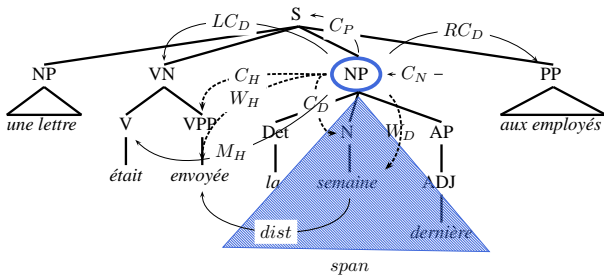 S C_P
LC_D RC_D
NP VN C_H NP C_N PP
W_H C_D
une lettre V VPP Det N W_D AP aux employés
M_H
était envoyée la semaine ADJ
dist dernière
span